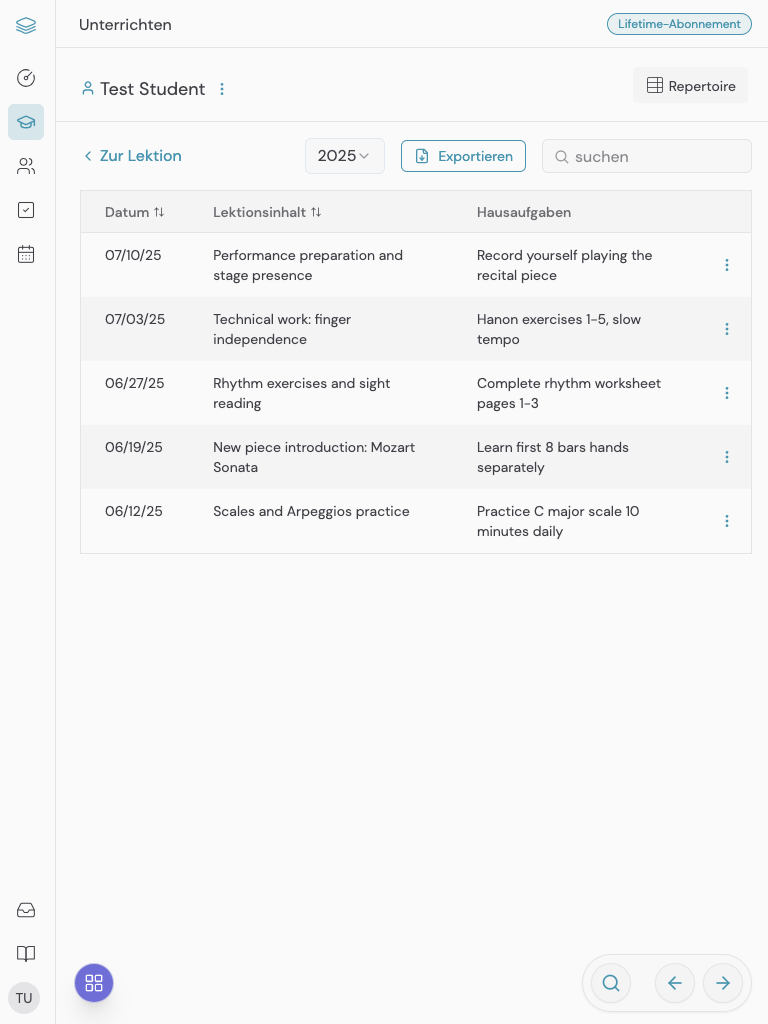 Unterrichten
Lifetime-Abonnement
Test Student
Repertoire
Zur Lektion
2025
Exportieren
suchen
Datum
Lektionsinhalt
Hausaufgaben
07/10/25
Performance preparation and
stage presence
Record yourself playing the
recital piece
07/03/25
Technical work: finger
independence
Hanon exercises 1-5, slow
tempo
06/27/25
Rhythm exercises and sight
reading
Complete rhythm worksheet
pages 1-3
06/19/25
New piece introduction: Mozart
Sonata
Learn first 8 bars hands
separately
06/12/25
Scales and Arpeggios practice
Practice C major scale 10
minutes daily
TU